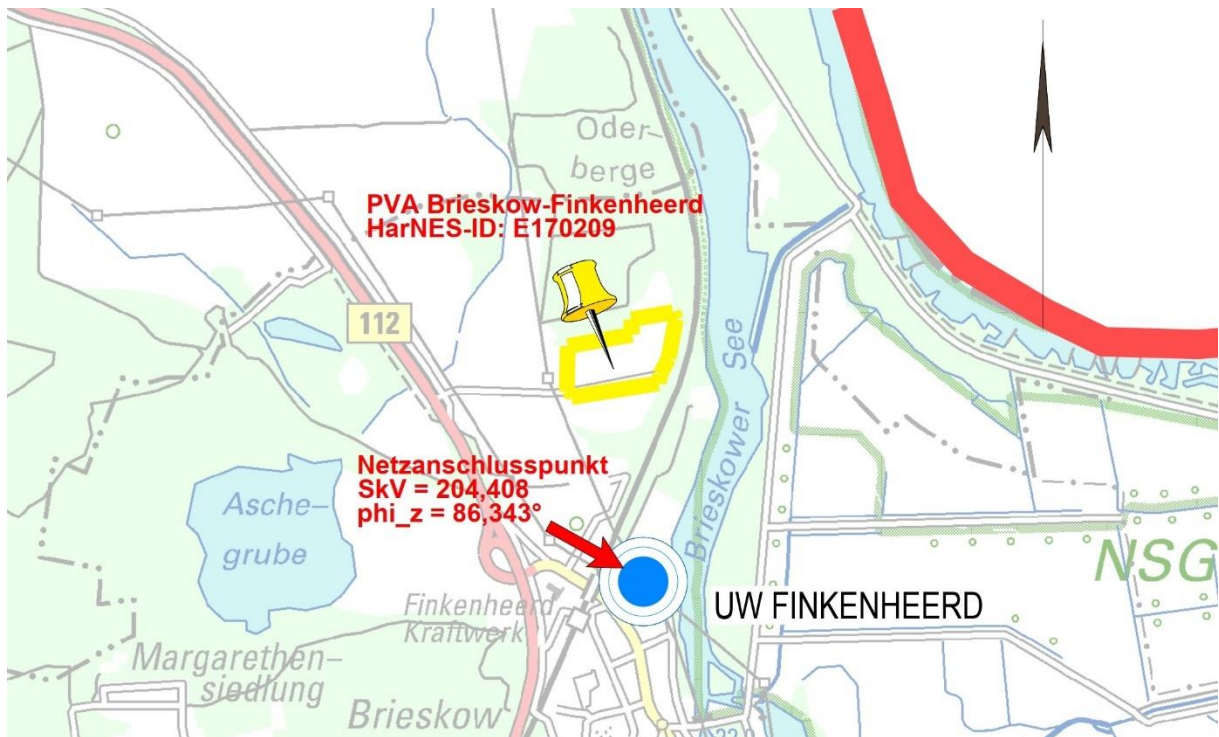 Oder-
berge
PVA Brieskow-Finkenheerd
HarNES-ID: E170209
112
Brieskower See
Netzanschlusspunkt
SkV = 204,408
phi_z = 86,343°
Asche-
grube
NSG
UW FINKENHEERD
Finkenheerd
Kraftwerk
Margarethen-
siedlung
Brieskow